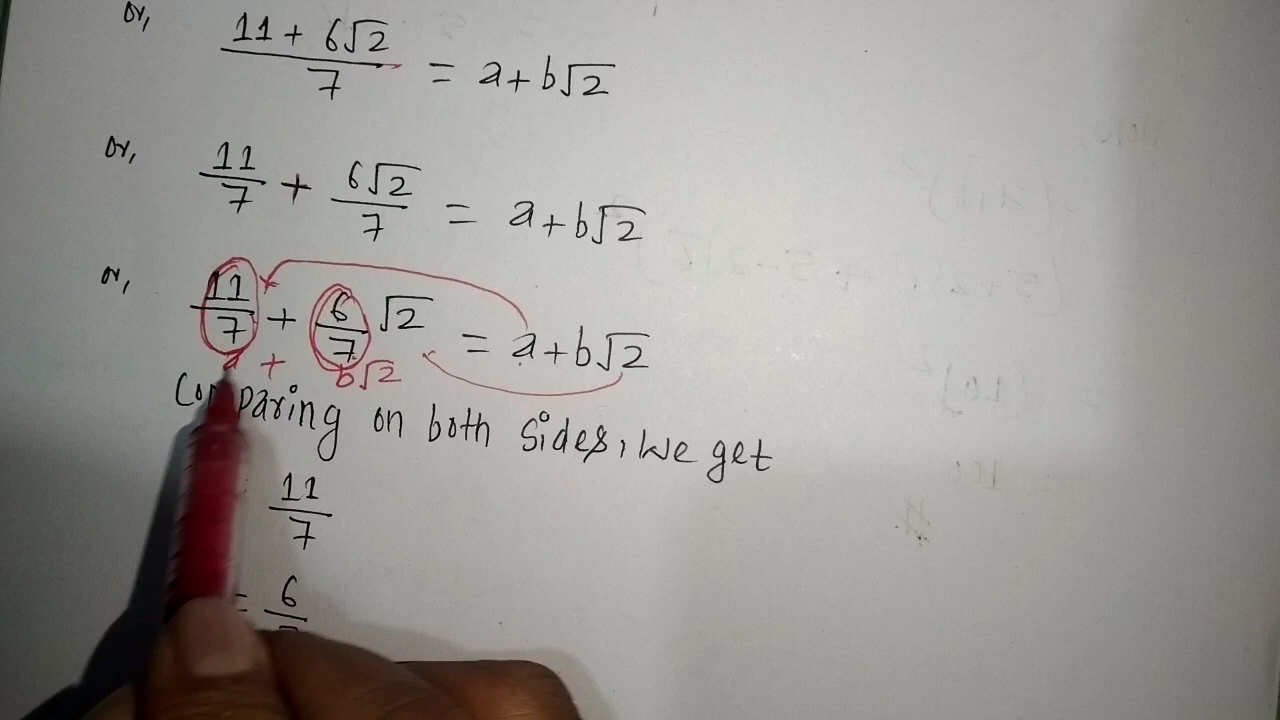 or,
11 + 6√2 / 7 = a + b√2
or,
11/7 + 6√2/7 = a + b√2
or,
11/7 + 6/7 √2 = a + b√2
a + b√2
Comparing on both sides, we get
11/7
= 6